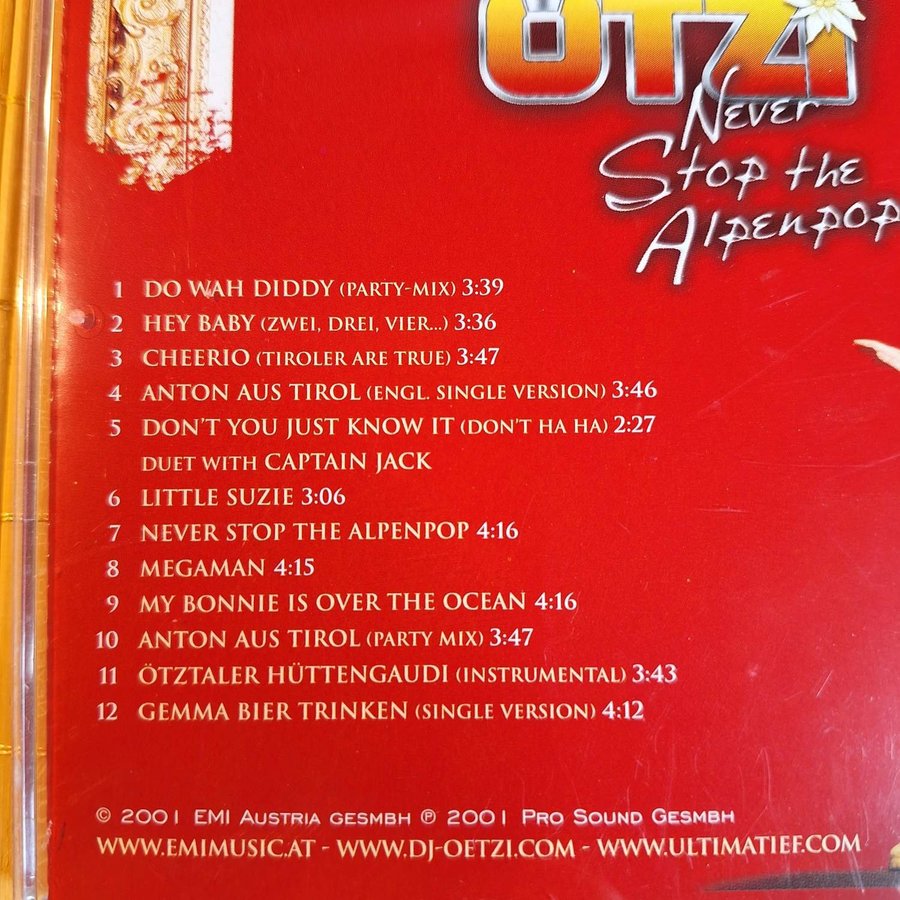 ÖTZI
Never
Stop the
Alpenpop
1 DO WAH DIDDY (PARTY-MIX) 3:39
2 HEY BABY (ZWEI, DREI, VIER...) 3:36
3 CHEERIO (TIROLER ARE TRUE) 3:47
4 ANTON AUS TIROL (ENGL. SINGLE VERSION) 3:46
5 DON'T YOU JUST KNOW IT (DON'T HA HA) 2:27
DUET WITH CAPTAIN JACK
6 LITTLE SUZIE 3:06
7 NEVER STOP THE ALPENPOP 4:16
8 MEGAMAN 4:15
9 MY BONNIE IS OVER THE OCEAN 4:16
10 ANTON AUS TIROL (PARTY MIX) 3:47
11 ÖTZTALER HÜTTENGAUDI (INSTRUMENTAL) 3:43
12 GEMMA BIER TRINKEN (SINGLE VERSION) 4:12
© 2001 EMI AUSTRIA GESMBH ℗ 2001 PRO SOUND GESMBH
WWW.EMIMUSIC.AT - WWW.DJ-OETZI.COM - WWW.ULTIMATIEF.COM